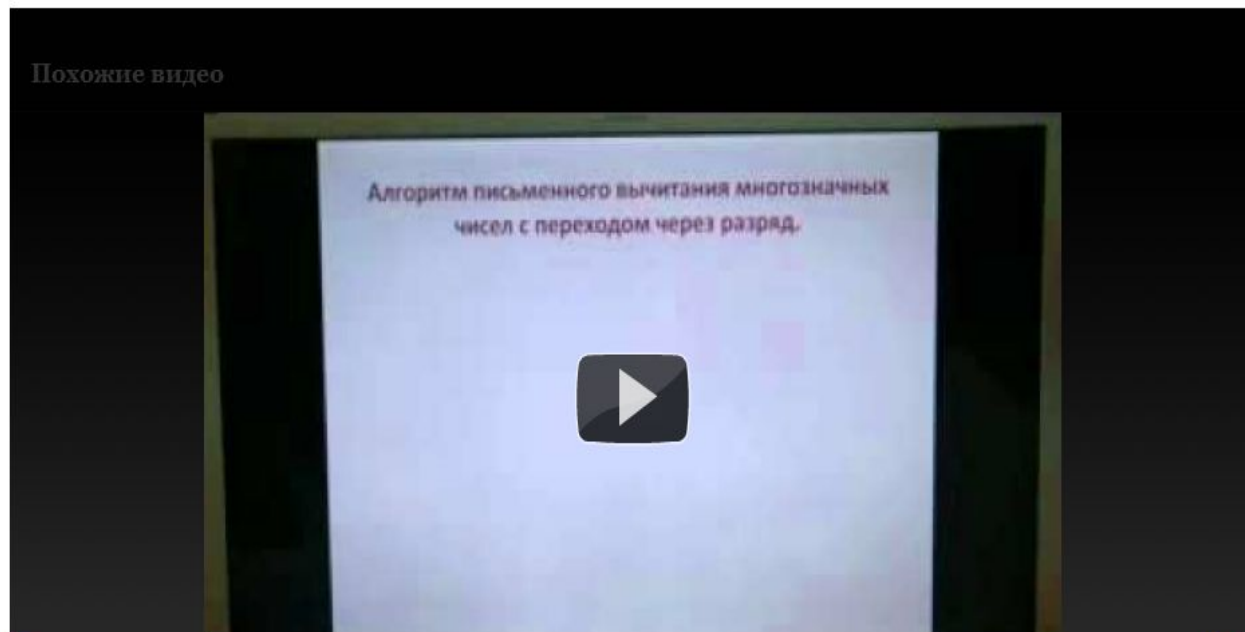 Похожие видео
Алгоритм письменного вычитания многозначных
чисел с переходом через разряд.